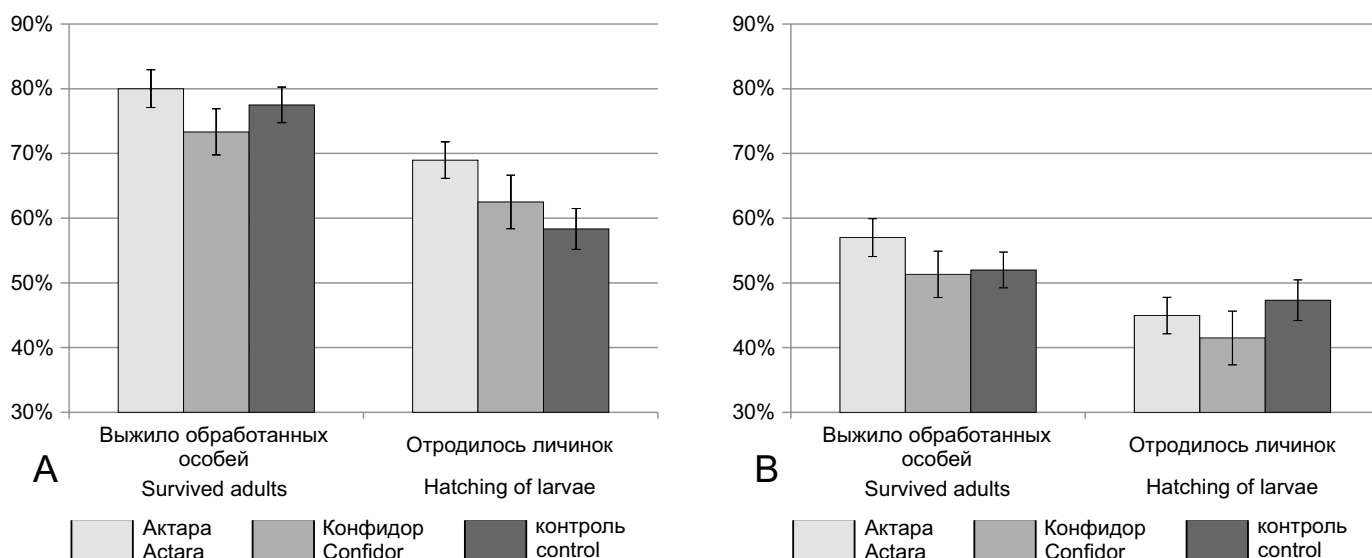 90%
80%
70%
60%
50%
40%
30%
Выжило обработанных
особей
Survived adults
Отродилось личинок
Hatching of larvae
A
Актара
Actara
Конфидор
Confidor
контроль
control
90%
80%
70%
60%
50%
40%
30%
Выжило обработанных
особей
Survived adults
Отродилось личинок
Hatching of larvae
B
Актара
Actara
Конфидор
Confidor
контроль
control